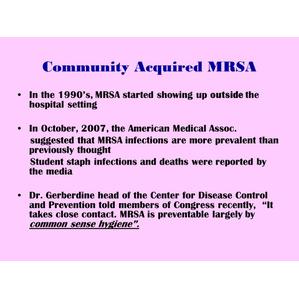 Community Acquired MRSA
• In the 1990's, MRSA started showing up outside the
hospital setting
• In October, 2007, the American Medical Assoc.
suggested that MRSA infections are more prevalent than
previously thought
Student staph infections and deaths were reported by
the media
• Dr. Gerberdine head of the Center for Disease Control
and Prevention told members of Congress recently, "It
takes close contact. MRSA is preventable largely by
common sense hygiene".